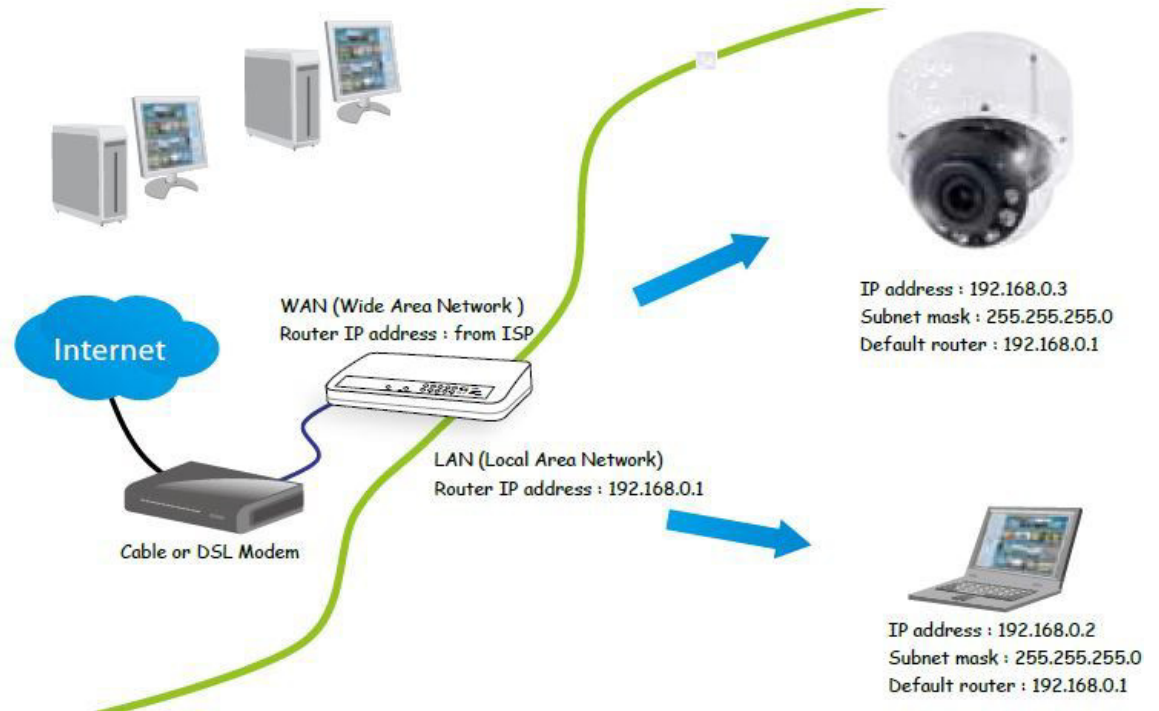 WAN (Wide Area Network )
Router IP address : from ISP
Internet
Cable or DSL Modem
LAN (Local Area Network)
Router IP address : 192.168.0.1
IP address : 192.168.0.3
Subnet mask : 255.255.255.0
Default router : 192.168.0.1
IP address : 192.168.0.2
Subnet mask : 255.255.255.0
Default router : 192.168.0.1